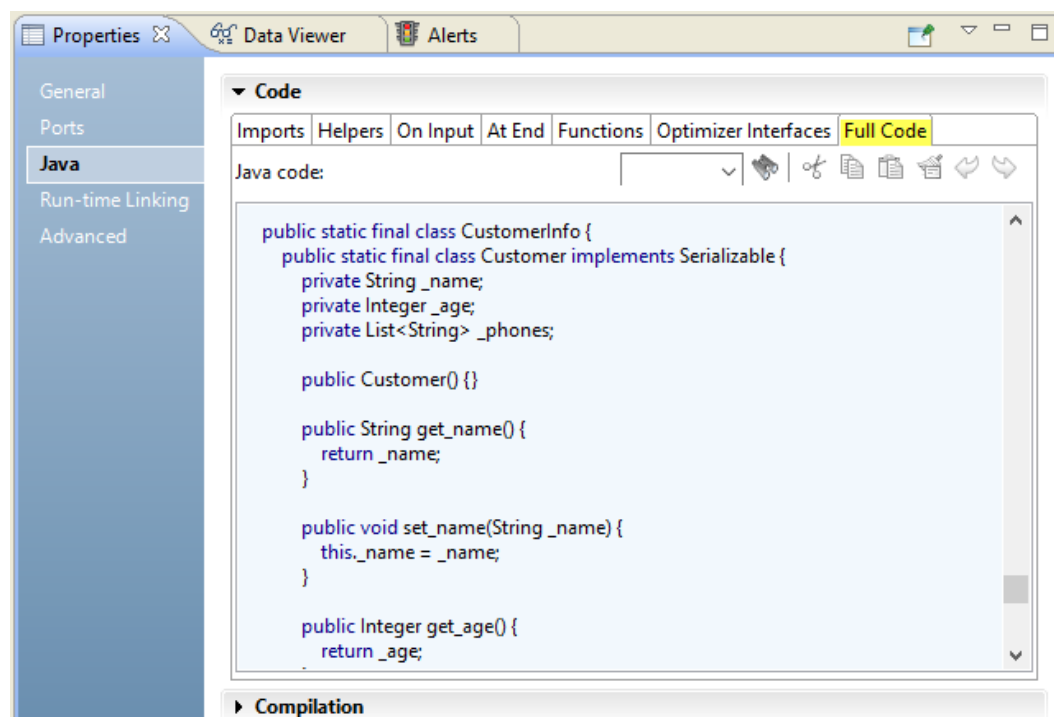 Properties Data Viewer Alerts
General
Ports
Java
Run-time Linking
Advanced
Code
Imports Helpers On Input At End Functions Optimizer Interfaces Full Code
Java code:
public static final class CustomerInfo {
public static final class Customer implements Serializable {
private String _name;
private Integer _age;
private List<String> _phones;
public Customer() {}
public String get_name() {
return _name;
}
public void set_name(String _name) {
this._name = _name;
}
public Integer get_age() {
return _age;
Compilation